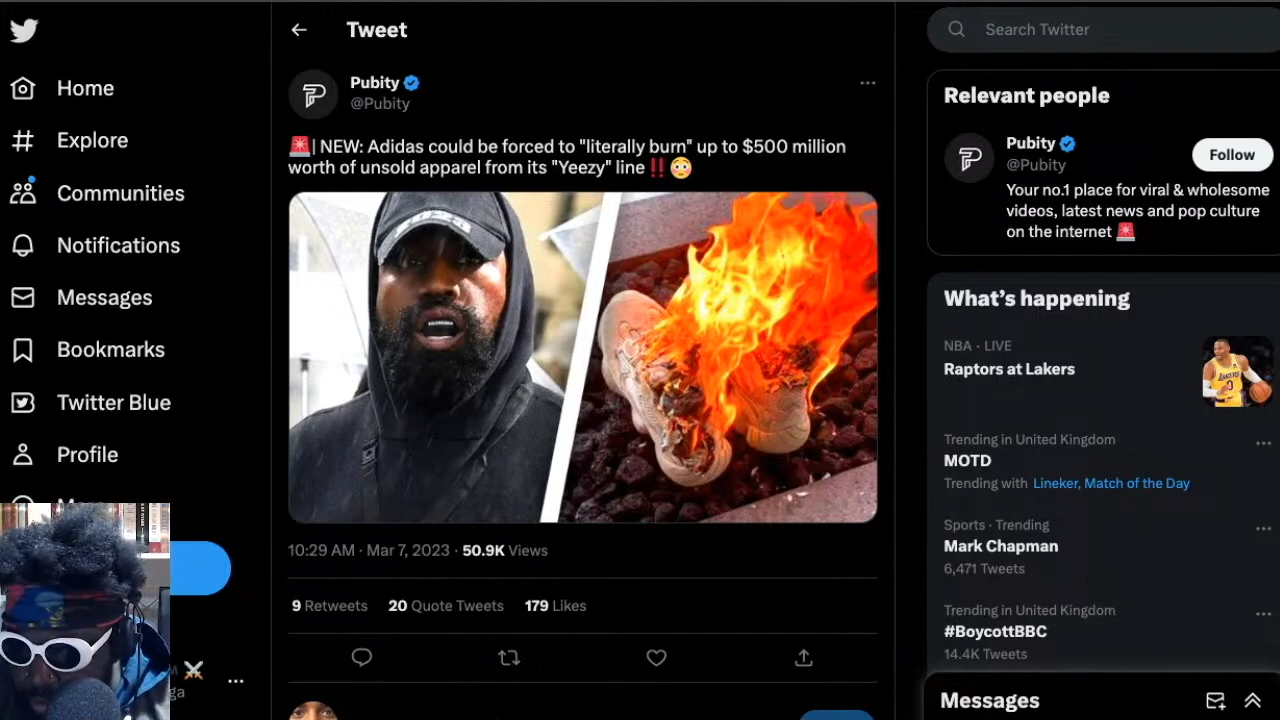 Home
Explore
Communities
Notifications
Messages
Bookmarks
Twitter Blue
Profile
Tweet
Pubity
@Pubity
🚨| NEW: Adidas could be forced to "literally burn" up to $500 million
worth of unsold apparel from its "Yeezy" line ‼️😳
10:29 AM · Mar 7, 2023 · 50.9K Views
9 Retweets 20 Quote Tweets 179 Likes
Search Twitter
Relevant people
Pubity
@Pubity
Follow
Your no.1 place for viral & wholesome
videos, latest news and pop culture
on the internet 🚨
What's happening
NBA · LIVE
Raptors at Lakers
Trending in United Kingdom
MOTD
Trending with Lineker, Match of the Day
Sports · Trending
Mark Chapman
6,471 Tweets
Trending in United Kingdom
#BoycottBBC
14.4K Tweets
Messages